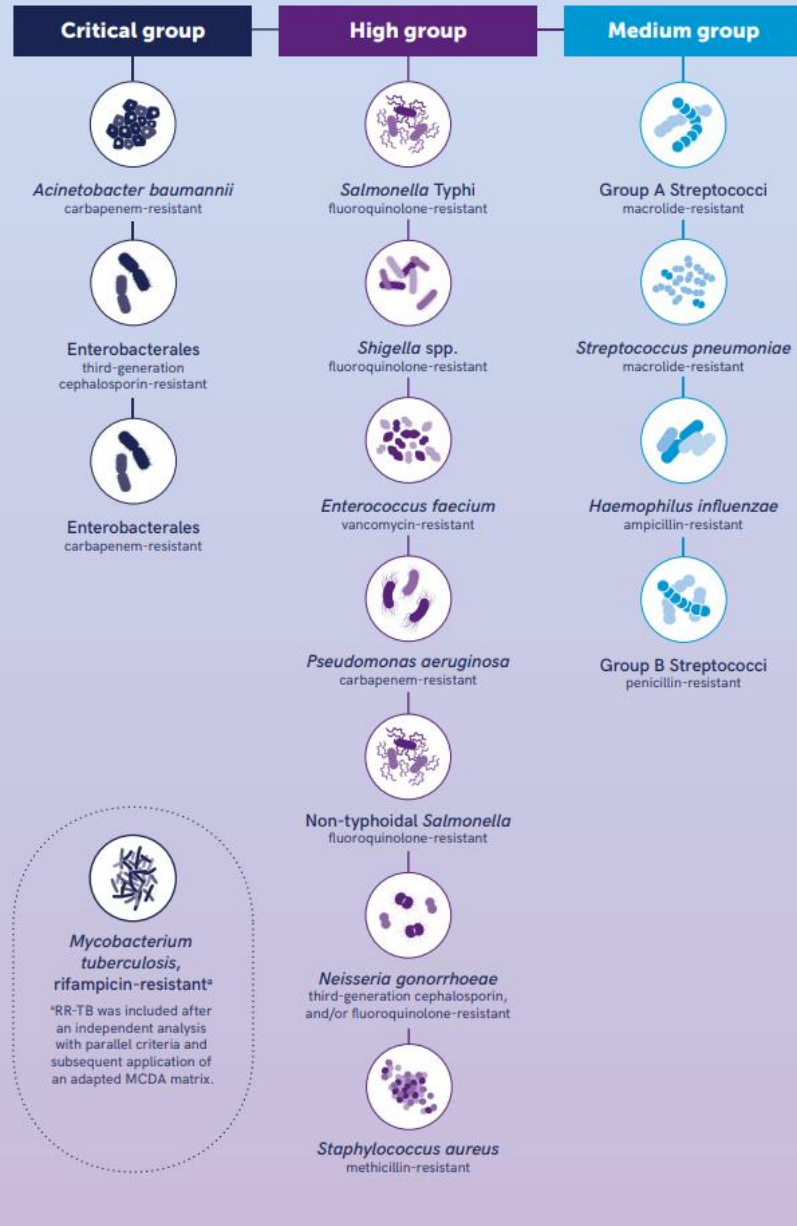 Critical group
Acinetobacter baumannii
carbapenem-resistant
Enterobacterales
third-generation
cephalosporin-resistant
Enterobacterales
carbapenem-resistant
Mycobacterium
tuberculosis,
rifampicin-resistantᵃ
ᵃRR-TB was included after
an independent analysis
with parallel criteria and
subsequent application of
an adapted MCDA matrix.
High group
Salmonella Typhi
fluoroquinolone-resistant
Shigella spp.
fluoroquinolone-resistant
Enterococcus faecium
vancomycin-resistant
Pseudomonas aeruginosa
carbapenem-resistant
Non-typhoidal Salmonella
fluoroquinolone-resistant
Neisseria gonorrhoeae
third-generation cephalosporin,
and/or fluoroquinolone-resistant
Staphylococcus aureus
methicillin-resistant
Medium group
Group A Streptococci
macrolide-resistant
Streptococcus pneumoniae
macrolide-resistant
Haemophilus influenzae
ampicillin-resistant
Group B Streptococci
penicillin-resistant